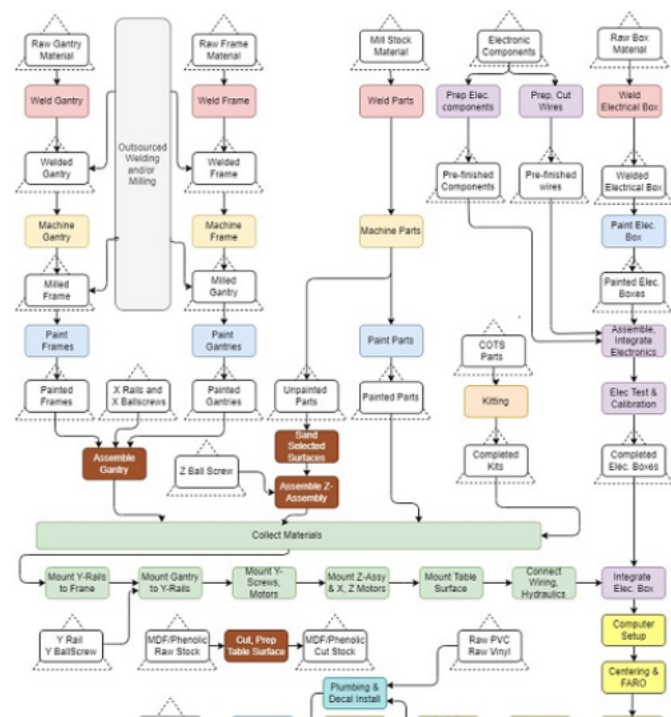 Raw Gantry
Material
Raw Frame
Material
Mill Stock
Material
Electronic
Components
Raw Box
Material
Weld Gantry
Outsourced
Welding
and/or
Milling
Weld Frame
Weld Parts
Prep Elec.
components
Prep, Cut
Wires
Weld
Electrical Box
Welded
Gantry
Welded
Frame
Pre-finished
Components
Pre-finished
wires
Welded
Electrical Box
Machine
Gantry
Machine
Frame
Machine Parts
Paint Elec.
Box
Milled
Frame
Milled
Gantry
Painted Elec.
Boxes
Paint
Frames
Paint
Gantries
Paint Parts
COTS
Parts
Assemble,
Integrate
Electronics
Painted
Frames
X Rails and
X Ballscrews
Painted
Gantries
Unpainted
Parts
Painted Parts
Kitting
Elec Test &
Calibration
Assemble
Gantry
Z Ball Screw
Sand
Selected
Surfaces
Assemble Z-
Assembly
Completed
Kits
Completed
Elec. Boxes
Collect Materials
Mount Y-Rails
to Frame
Mount Gantry
to Y-Rails
Mount Y-
Screws,
Motors
Mount Z-Assy
& X, Z Motors
Mount Table
Surface
Connect
Wiring,
Hydraulics
Integrate
Elec. Box
Y Rail
Y BallScrew
MDF/Phenolic
Raw Stock
Cut, Prep
Table Surface
MDF/Phenolic
Cut Stock
Raw PVC
Raw Vinyl
Computer
Setup
Plumbing &
Decal Install
Centering &
FARO